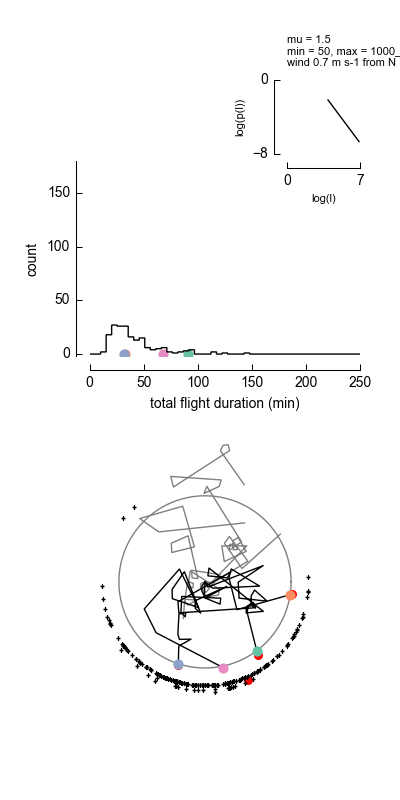 mu = 1.5
min = 50, max = 1000_
wind 0.7 m s-1 from N
0
log(p(l))
−8
0 7
log(l)
150
100
50
0
count
0 50 100 150 200 250
total flight duration (min)